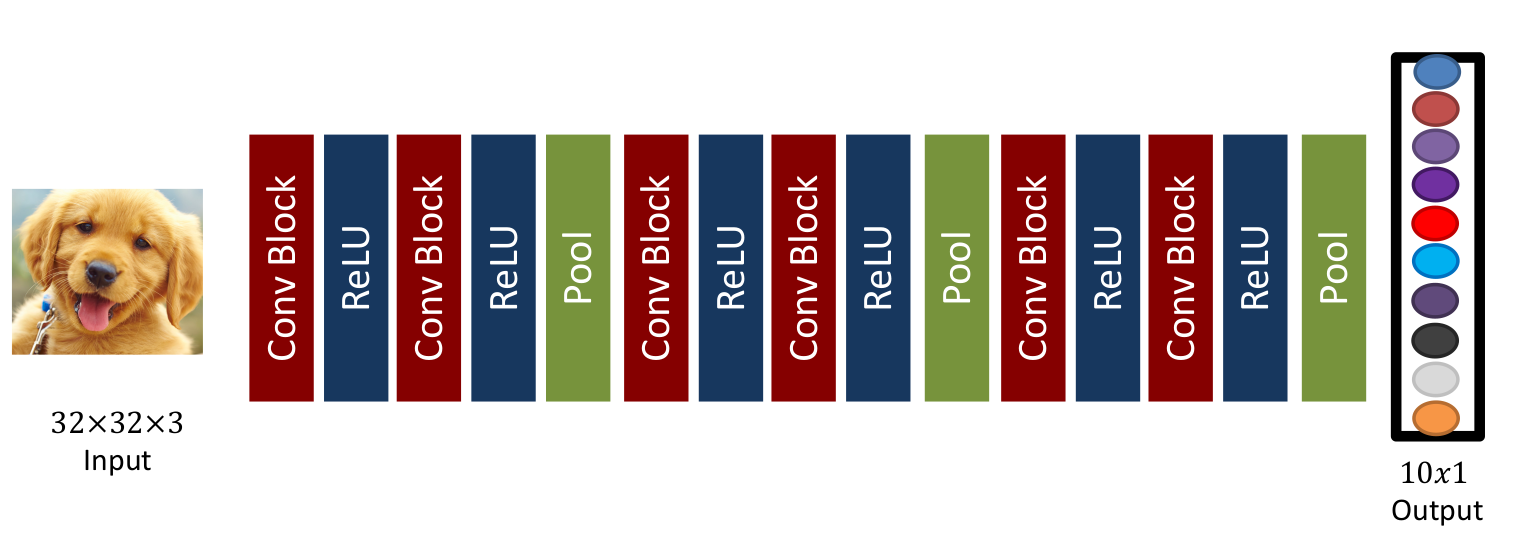 Conv Block
ReLU
Conv Block
ReLU
Pool
Conv Block
ReLU
Conv Block
ReLU
Pool
Conv Block
ReLU
Conv Block
ReLU
Pool
32×32×3
Input
10x1
Output